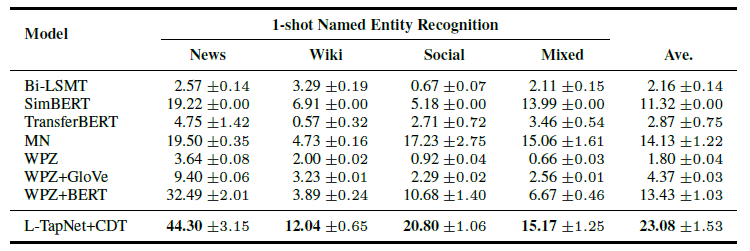 Model 1-shot Named Entity Recognition
News Wiki Social Mixed Ave.
Bi-LSMT 2.57 ±0.14 3.29 ±0.19 0.67 ±0.07 2.11 ±0.15 2.16 ±0.14
SimBERT 19.22 ±0.00 6.91 ±0.00 5.18 ±0.00 13.99 ±0.00 11.32 ±0.00
TransferBERT 4.75 ±1.42 0.57 ±0.32 2.71 ±0.72 3.46 ±0.54 2.87 ±0.75
MN 19.50 ±0.35 4.73 ±0.16 17.23 ±2.75 15.06 ±1.61 14.13 ±1.22
WPZ 3.64 ±0.08 2.00 ±0.02 0.92 ±0.04 0.66 ±0.03 1.80 ±0.04
WPZ+GloVe 9.40 ±0.06 3.23 ±0.01 2.29 ±0.02 2.56 ±0.01 4.37 ±0.03
WPZ+BERT 32.49 ±2.01 3.89 ±0.24 10.68 ±1.40 6.67 ±0.46 13.43 ±1.03
L-TapNet+CDT 44.30 ±3.15 12.04 ±0.65 20.80 ±1.06 15.17 ±1.25 23.08 ±1.53